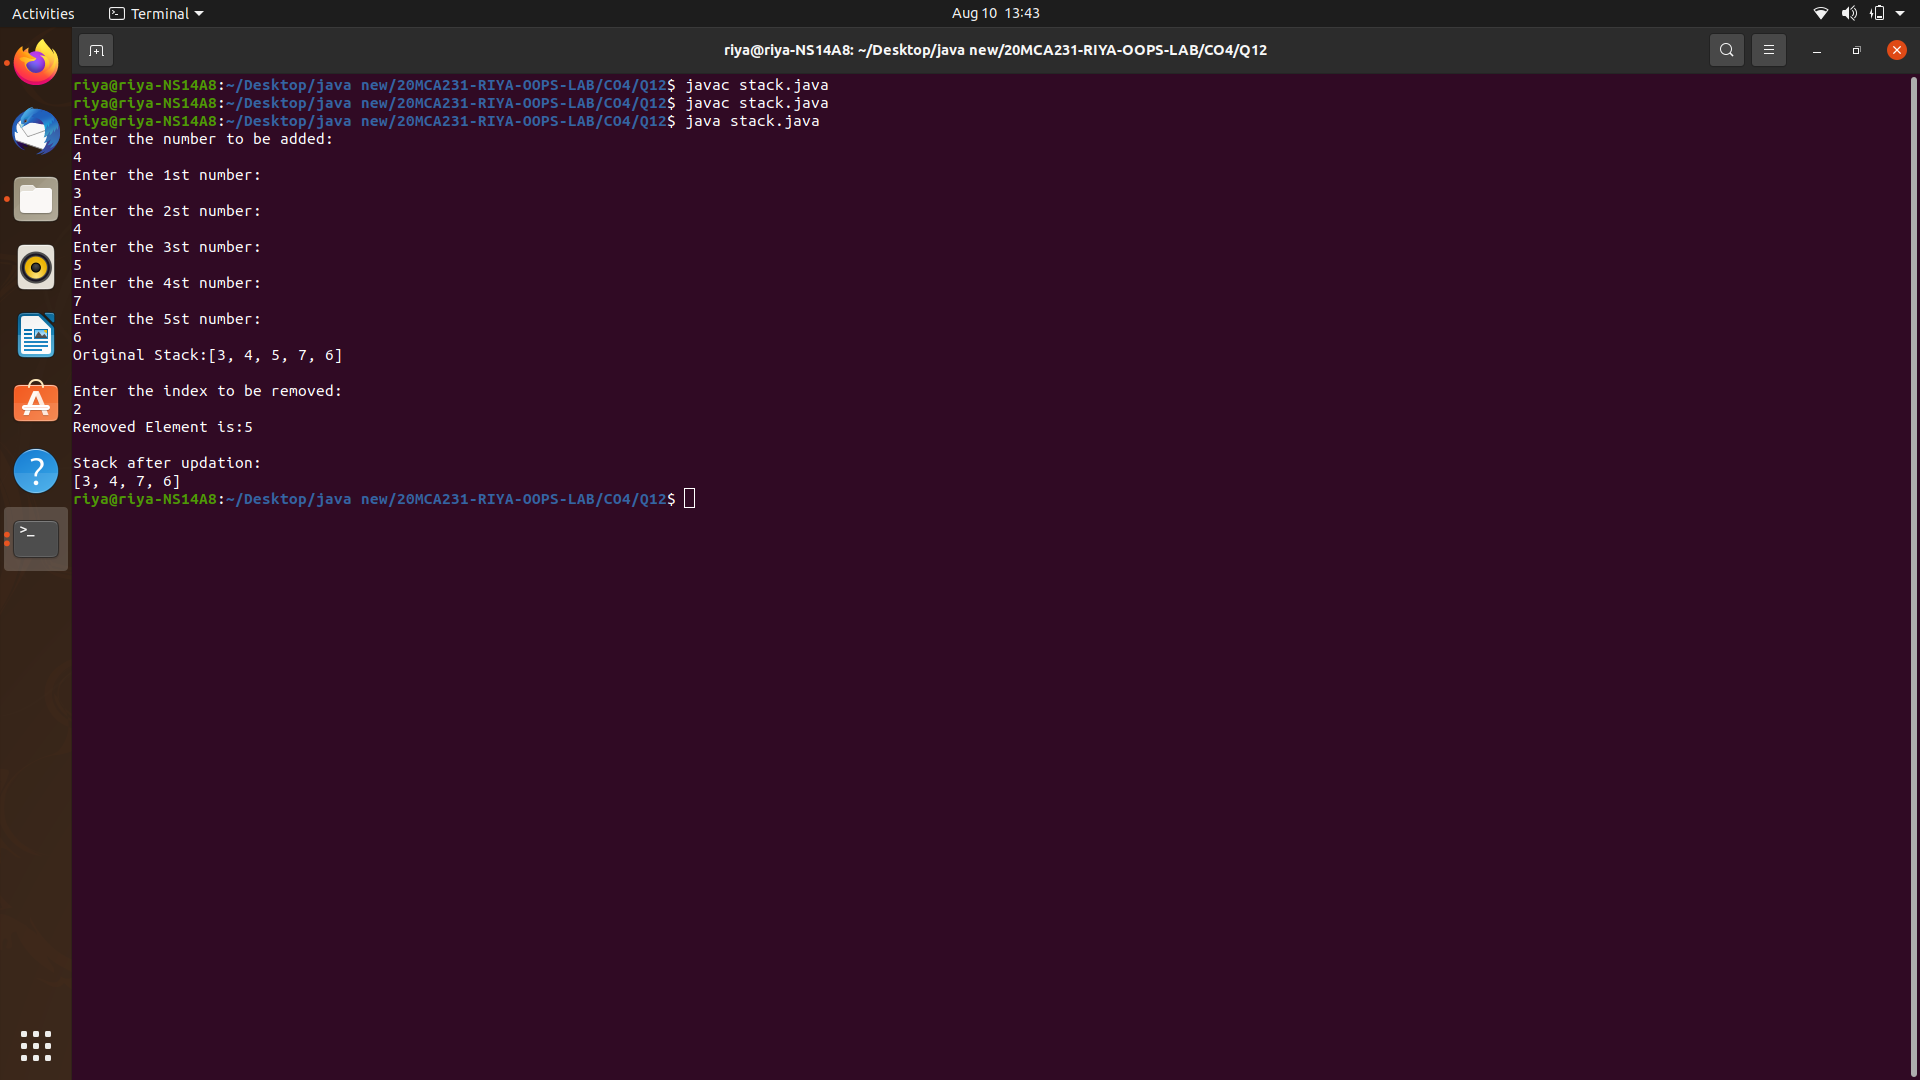 Activities
Terminal
Aug 10 13:43
riya@riya-NS14A8: ~/Desktop/java new/20MCA231-RIYA-OOPS-LAB/CO4/Q12
riya@riya-NS14A8:~/Desktop/java new/20MCA231-RIYA-OOPS-LAB/CO4/Q12$ javac stack.java
riya@riya-NS14A8:~/Desktop/java new/20MCA231-RIYA-OOPS-LAB/CO4/Q12$ javac stack.java
riya@riya-NS14A8:~/Desktop/java new/20MCA231-RIYA-OOPS-LAB/CO4/Q12$ java stack.java
Enter the number to be added:
4
Enter the 1st number:
3
Enter the 2st number:
4
Enter the 3st number:
5
Enter the 4st number:
7
Enter the 5st number:
6
Original Stack:[3, 4, 5, 7, 6]
Enter the index to be removed:
2
Removed Element is:5
Stack after updation:
[3, 4, 7, 6]
riya@riya-NS14A8:~/Desktop/java new/20MCA231-RIYA-OOPS-LAB/CO4/Q12$